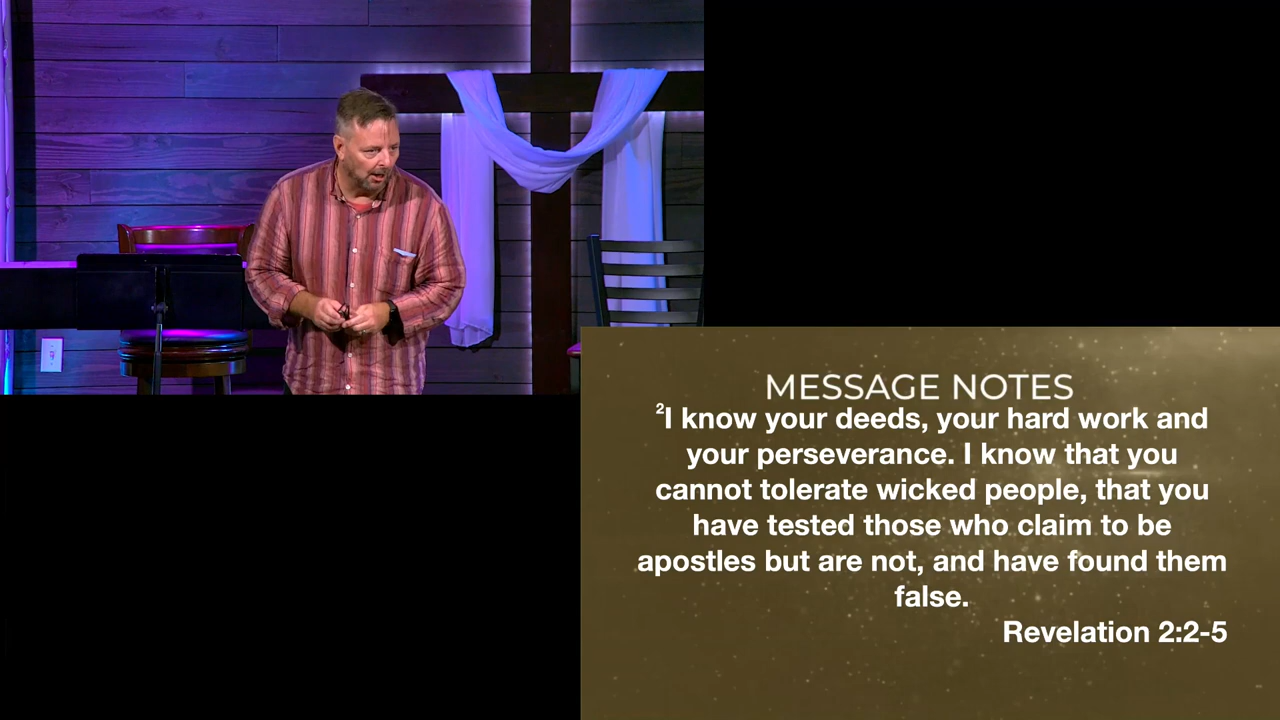 MESSAGE NOTES
²I know your deeds, your hard work and
your perseverance. I know that you
cannot tolerate wicked people, that you
have tested those who claim to be
apostles but are not, and have found them
false.
Revelation 2:2-5